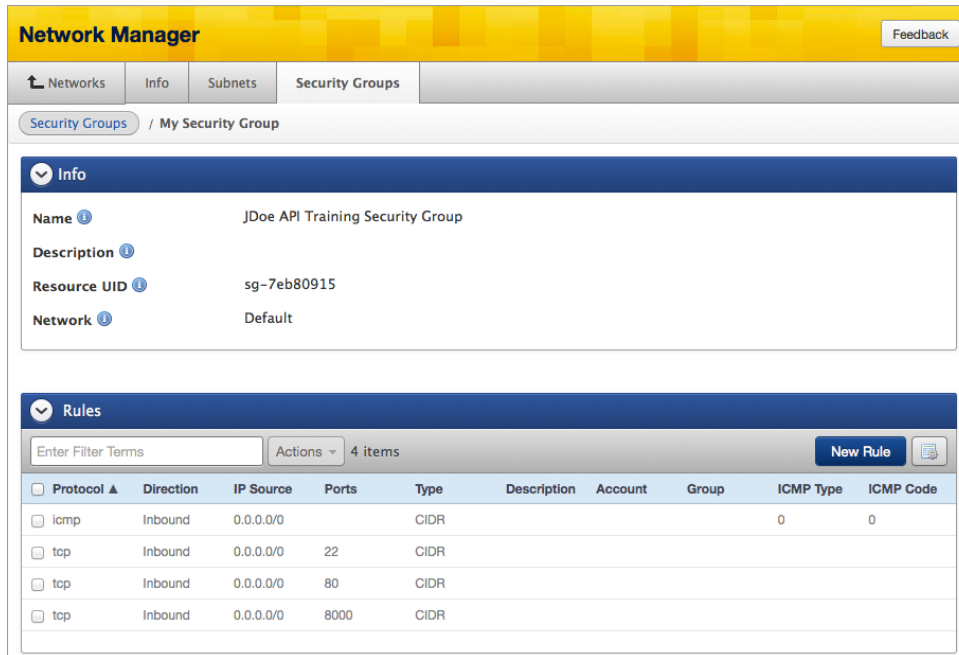 Network Manager
Feedback
Networks Info Subnets Security Groups
Security Groups / My Security Group
Info
Name JDoe API Training Security Group
Description
Resource UID sg-7eb80915
Network Default
Rules
Enter Filter Terms Actions 4 items New Rule
Protocol ▲ Direction IP Source Ports Type Description Account Group ICMP Type ICMP Code
icmp Inbound 0.0.0.0/0 CIDR 0 0
tcp Inbound 0.0.0.0/0 22 CIDR
tcp Inbound 0.0.0.0/0 80 CIDR
tcp Inbound 0.0.0.0/0 8000 CIDR